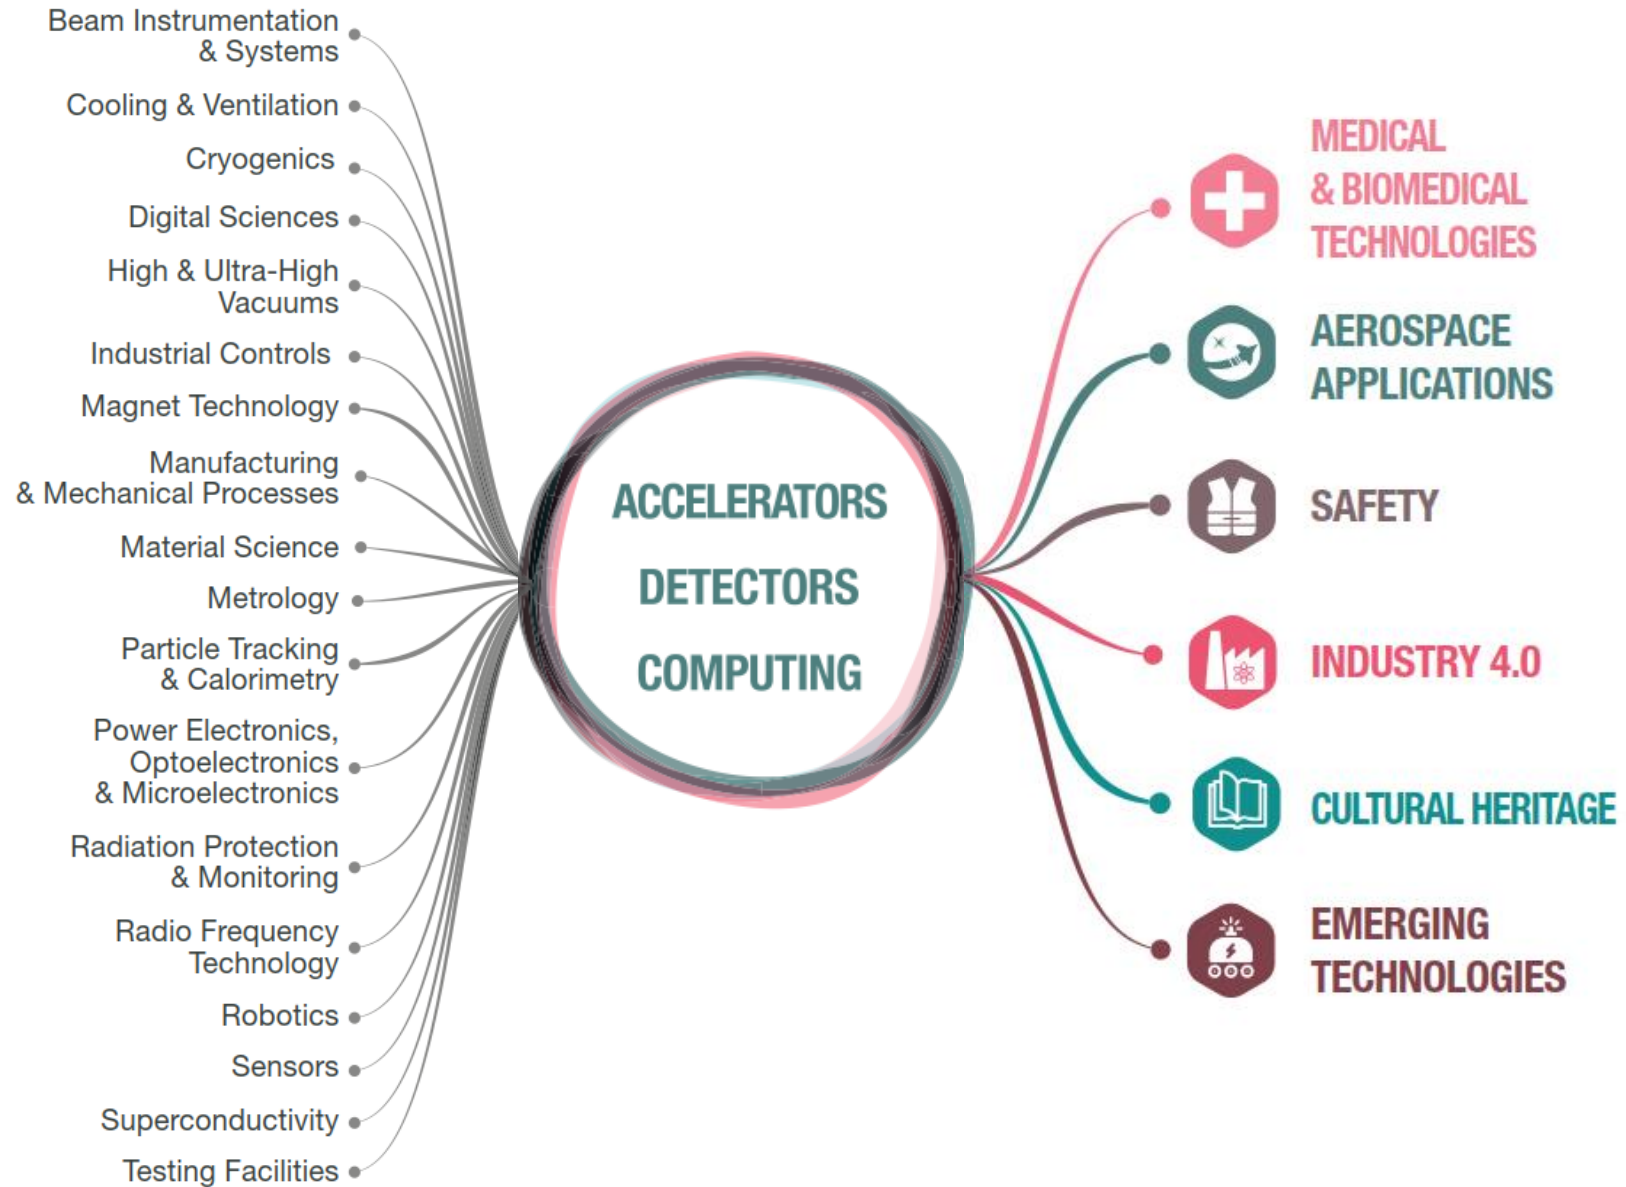 Beam Instrumentation
& Systems
Cooling & Ventilation
Cryogenics
Digital Sciences
High & Ultra-High
Vacuums
Industrial Controls
Magnet Technology
Manufacturing
& Mechanical Processes
Material Science
Metrology
Particle Tracking
& Calorimetry
Power Electronics,
Optoelectronics
& Microelectronics
Radiation Protection
& Monitoring
Radio Frequency
Technology
Robotics
Sensors
Superconductivity
Testing Facilities
ACCELERATORS
DETECTORS
COMPUTING
MEDICAL
& BIOMEDICAL
TECHNOLOGIES
AEROSPACE
APPLICATIONS
SAFETY
INDUSTRY 4.0
CULTURAL HERITAGE
EMERGING
TECHNOLOGIES